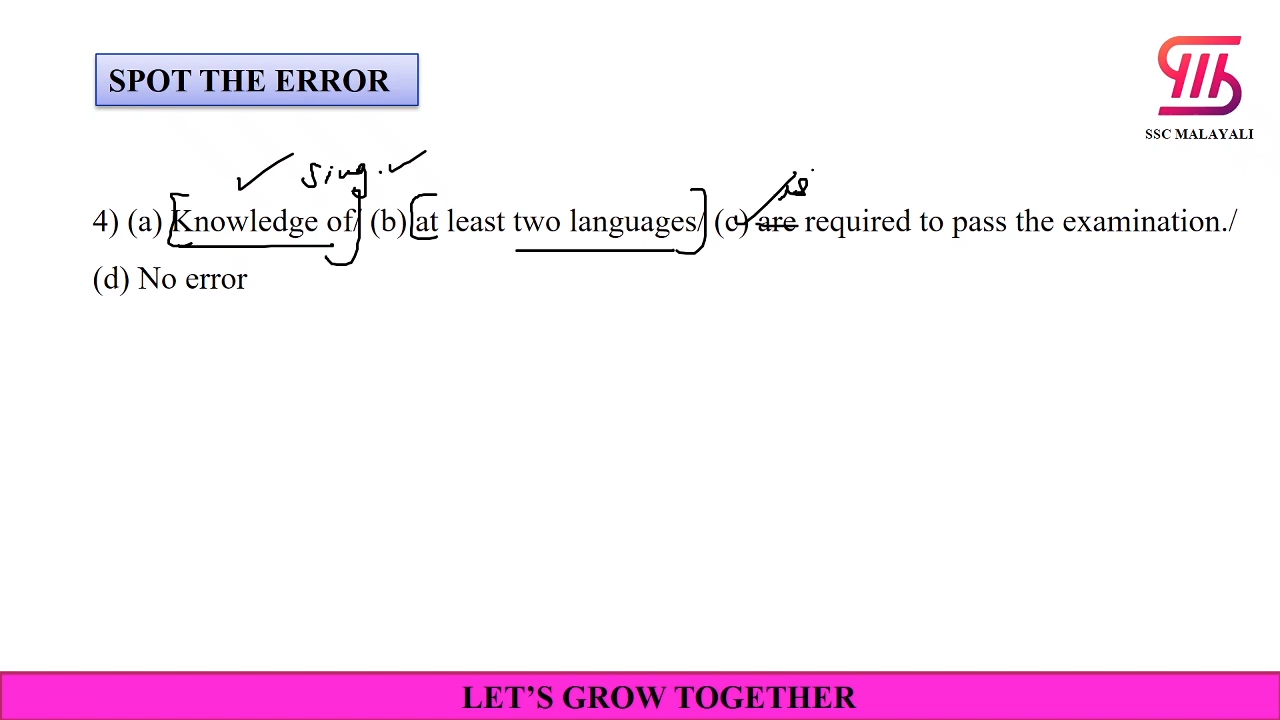 SPOT THE ERROR
SSC MALAYALI
Sing.
is
4) (a) Knowledge of/ (b) at least two languages/ (c) are required to pass the examination./
(d) No error
LET'S GROW TOGETHER